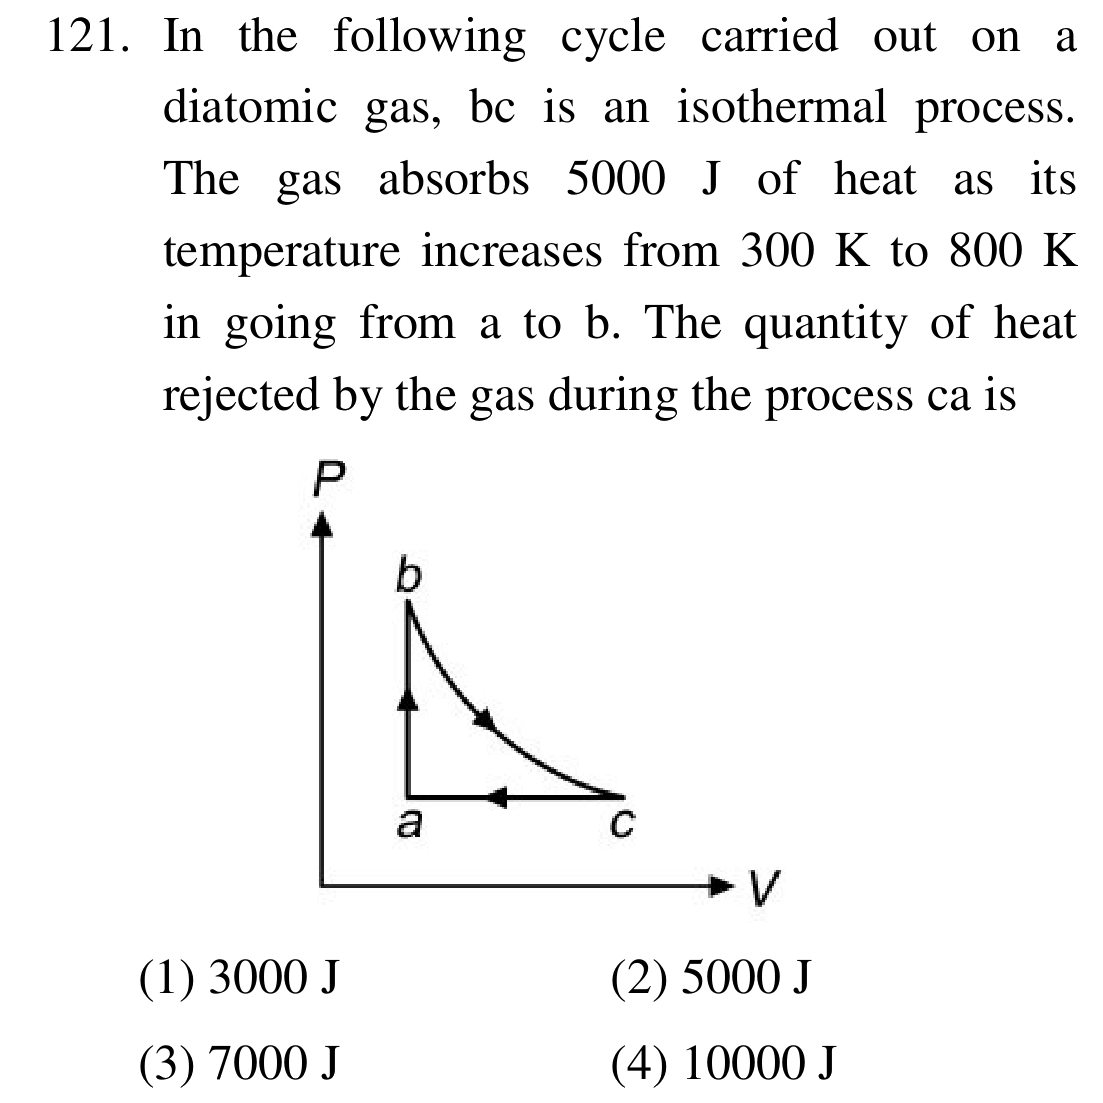 121. In the following cycle carried out on a
diatomic gas, bc is an isothermal process.
The gas absorbs 5000 J of heat as its
temperature increases from 300 K to 800 K
in going from a to b. The quantity of heat
rejected by the gas during the process ca is
P
b
a
c
V
(1) 3000 J (2) 5000 J
(3) 7000 J (4) 10000 J